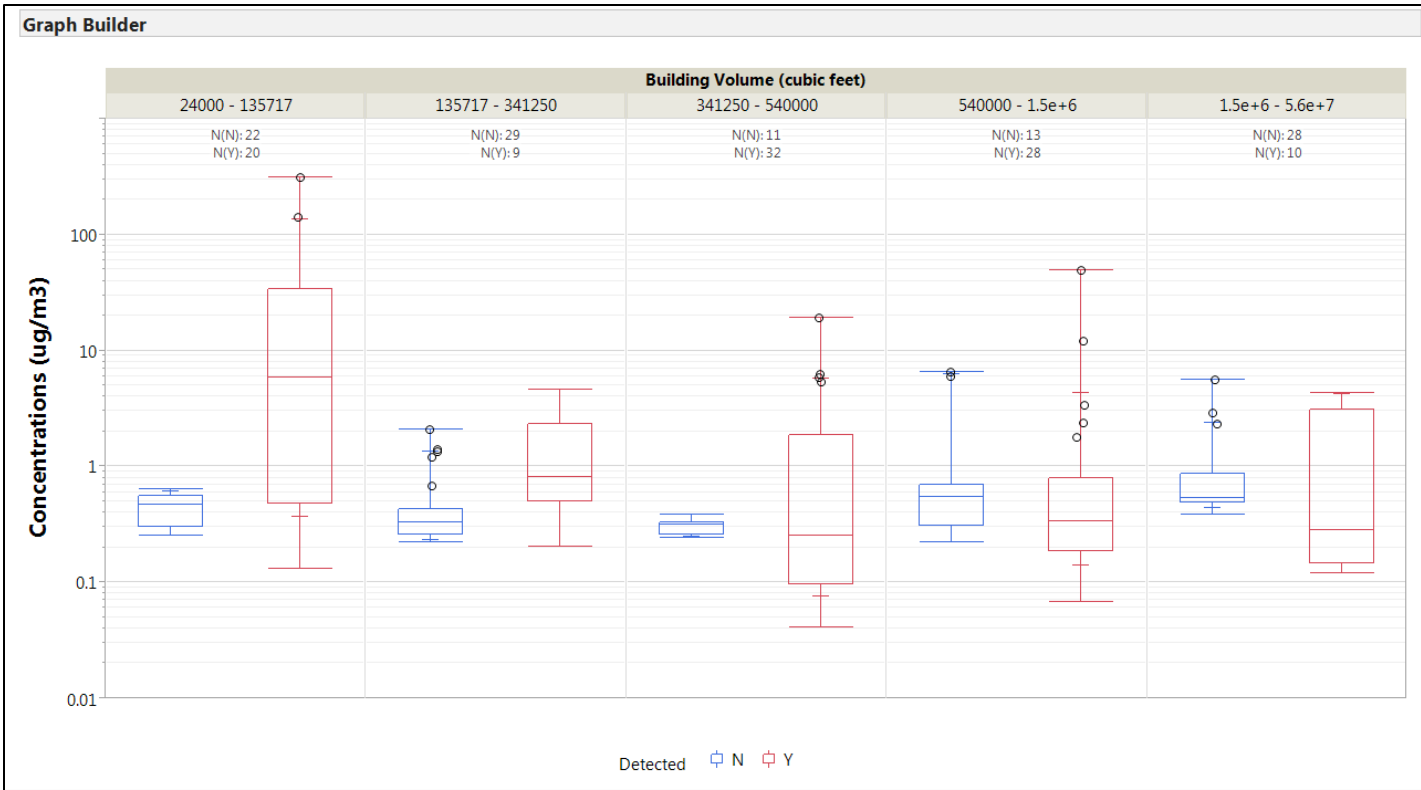 Graph Builder
Building Volume (cubic feet)
24000 - 135717
135717 - 341250
341250 - 540000
540000 - 1.5e+6
1.5e+6 - 5.6e+7
N(N): 22
N(Y): 20
N(N): 29
N(Y): 9
N(N): 11
N(Y): 32
N(N): 13
N(Y): 28
N(N): 28
N(Y): 10
Concentrations (ug/m3)
100
10
1
0.1
0.01
Detected N Y